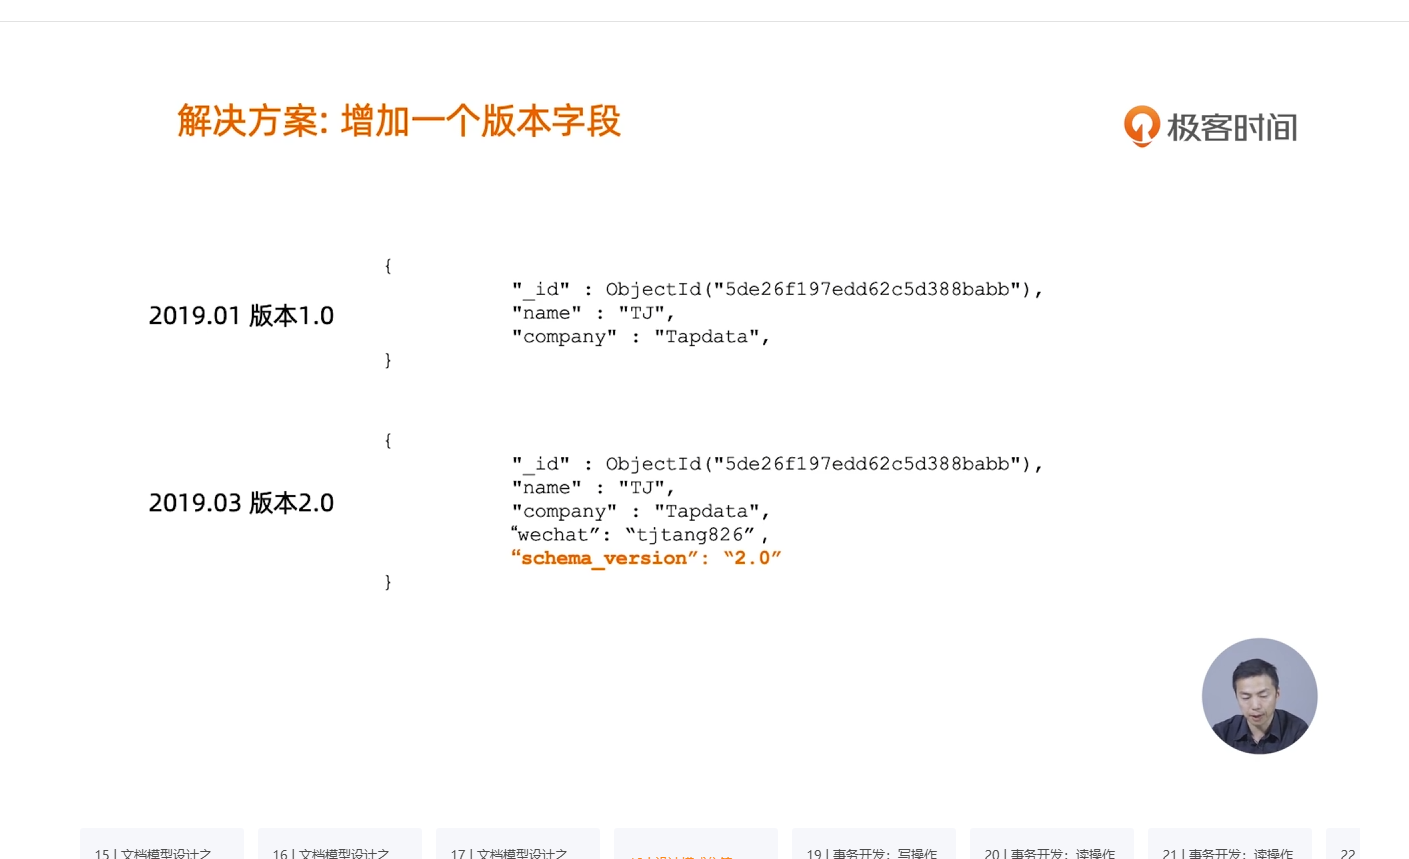 解决方案: 增加一个版本字段
极客时间
2019.01 版本1.0
{
"_id" : ObjectId("5de26f197edd62c5d388babb"),
"name" : "TJ",
"company" : "Tapdata",
}
2019.03 版本2.0
{
"_id" : ObjectId("5de26f197edd62c5d388babb"),
"name" : "TJ",
"company" : "Tapdata",
“wechat”: “tjtang826”,
“schema_version”: “2.0”
}
15 | 文档模型设计之
16 | 文档模型设计之
17 | 文档模型设计之
19 | 事务开发：写操作
20 | 事务开发：读操作
21 | 事务开发：读操作
22